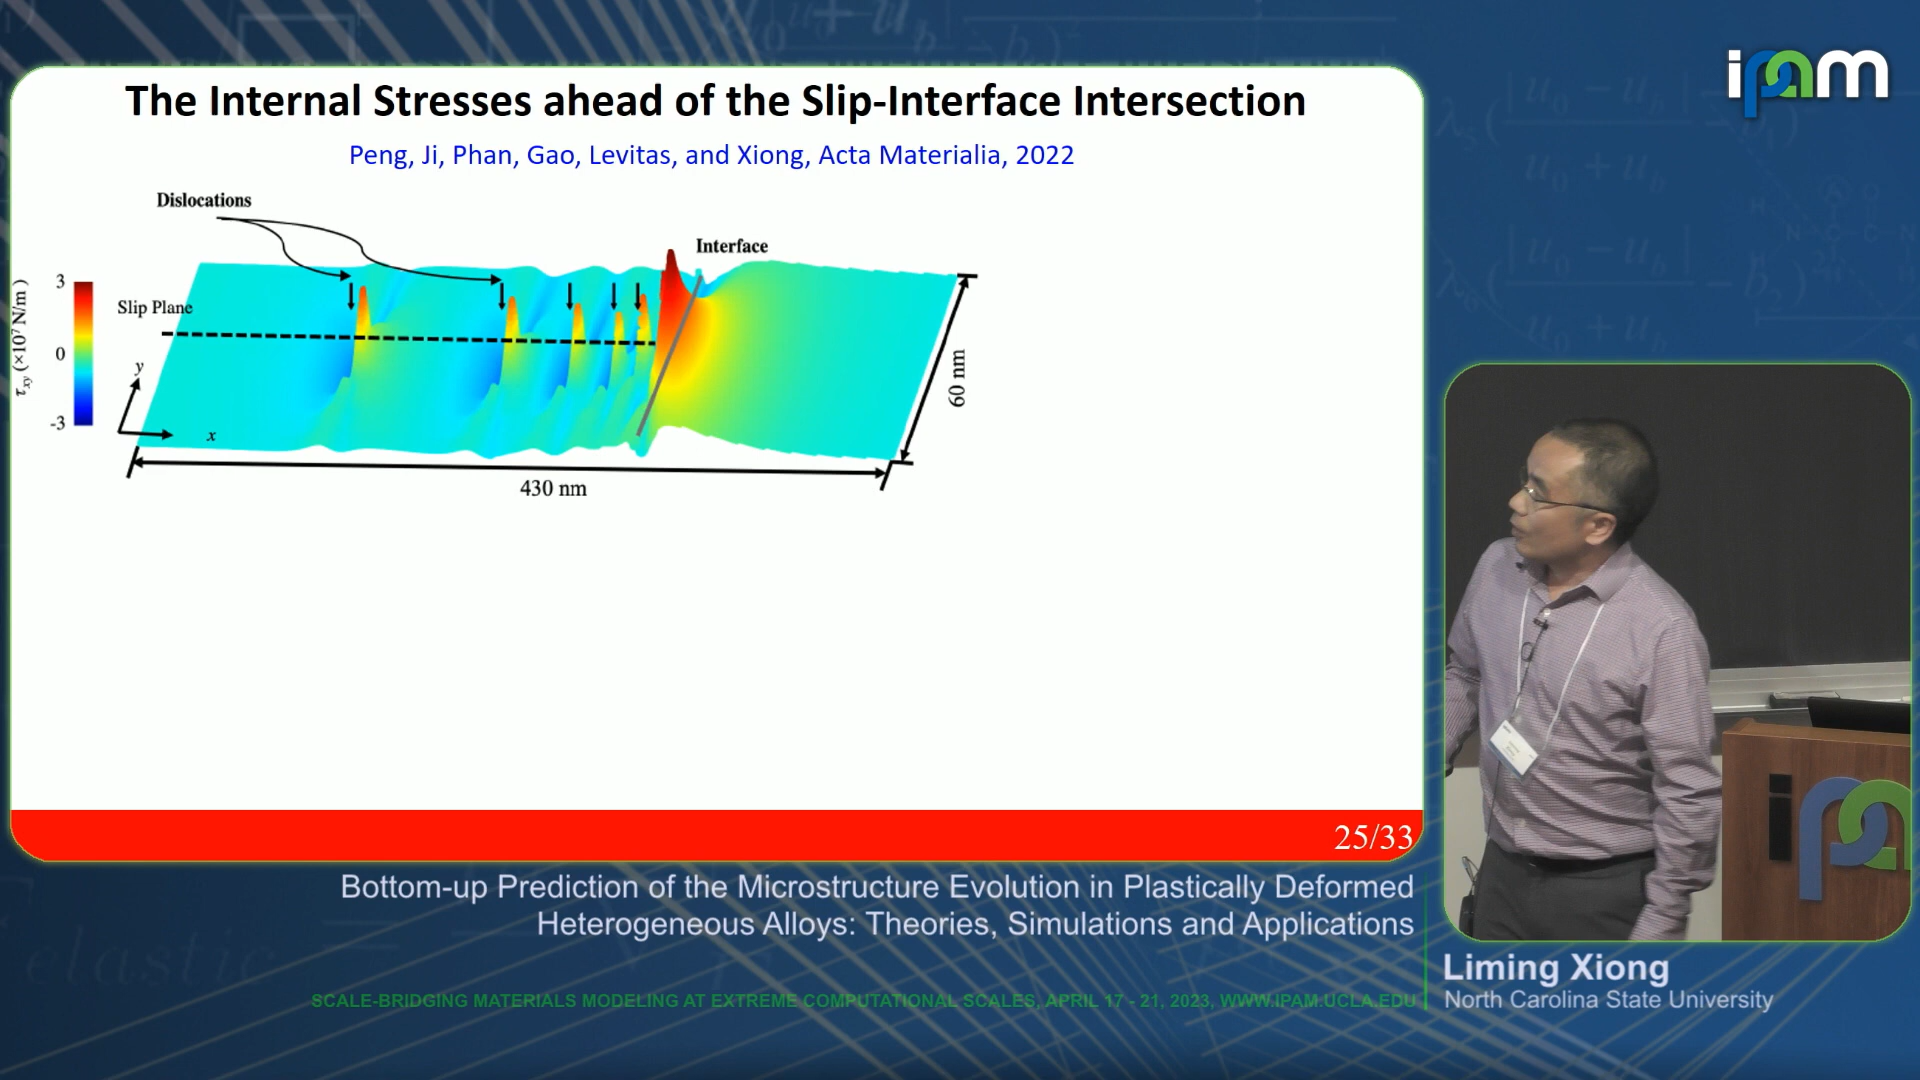 The Internal Stresses ahead of the Slip-Interface Intersection
Peng, Ji, Phan, Gao, Levitas, and Xiong, Acta Materialia, 2022
Dislocations
Interface
Slip Plane
3
0
-3
τxy (×10⁷ N/m)
y
x
60 nm
430 nm
25/33
ipam
Bottom-up Prediction of the Microstructure Evolution in Plastically Deformed
Heterogeneous Alloys: Theories, Simulations and Applications
SCALE-BRIDGING MATERIALS MODELING AT EXTREME COMPUTATIONAL SCALES, APRIL 17 - 21, 2023, WWW.IPAM.UCLA.EDU
Liming Xiong
North Carolina State University
elastic